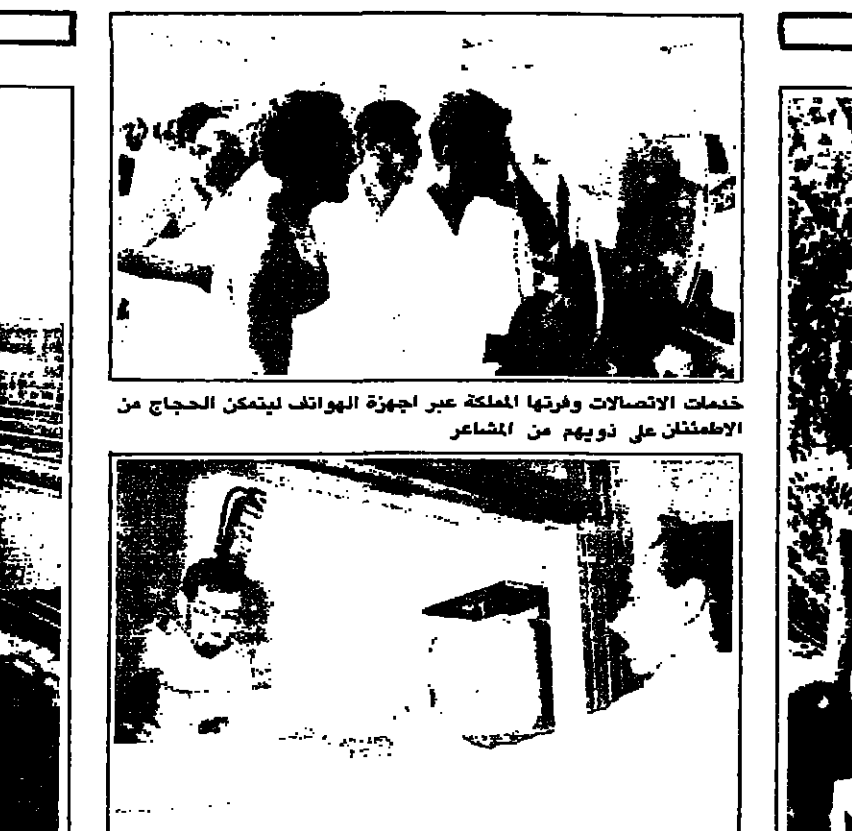 خدمات الاتصالات وفرتها المملكة عبر اجهزة الهواتف ليتمكن الحجاج من
الاطمئنان على ذويهم من المشاعر